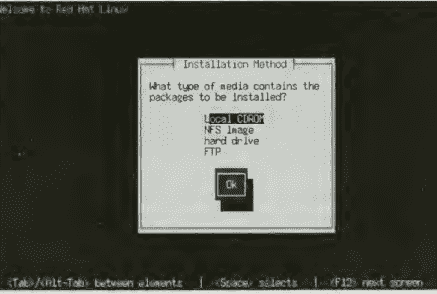 Welcome to Red Hat Linux
Installation Method
What type of media contains the
packages to be installed?
Local CDROM
NFS image
hard drive
FTP
Ok
<Tab>/<Alt-Tab> between elements | <Space> selects | <F12> next screen